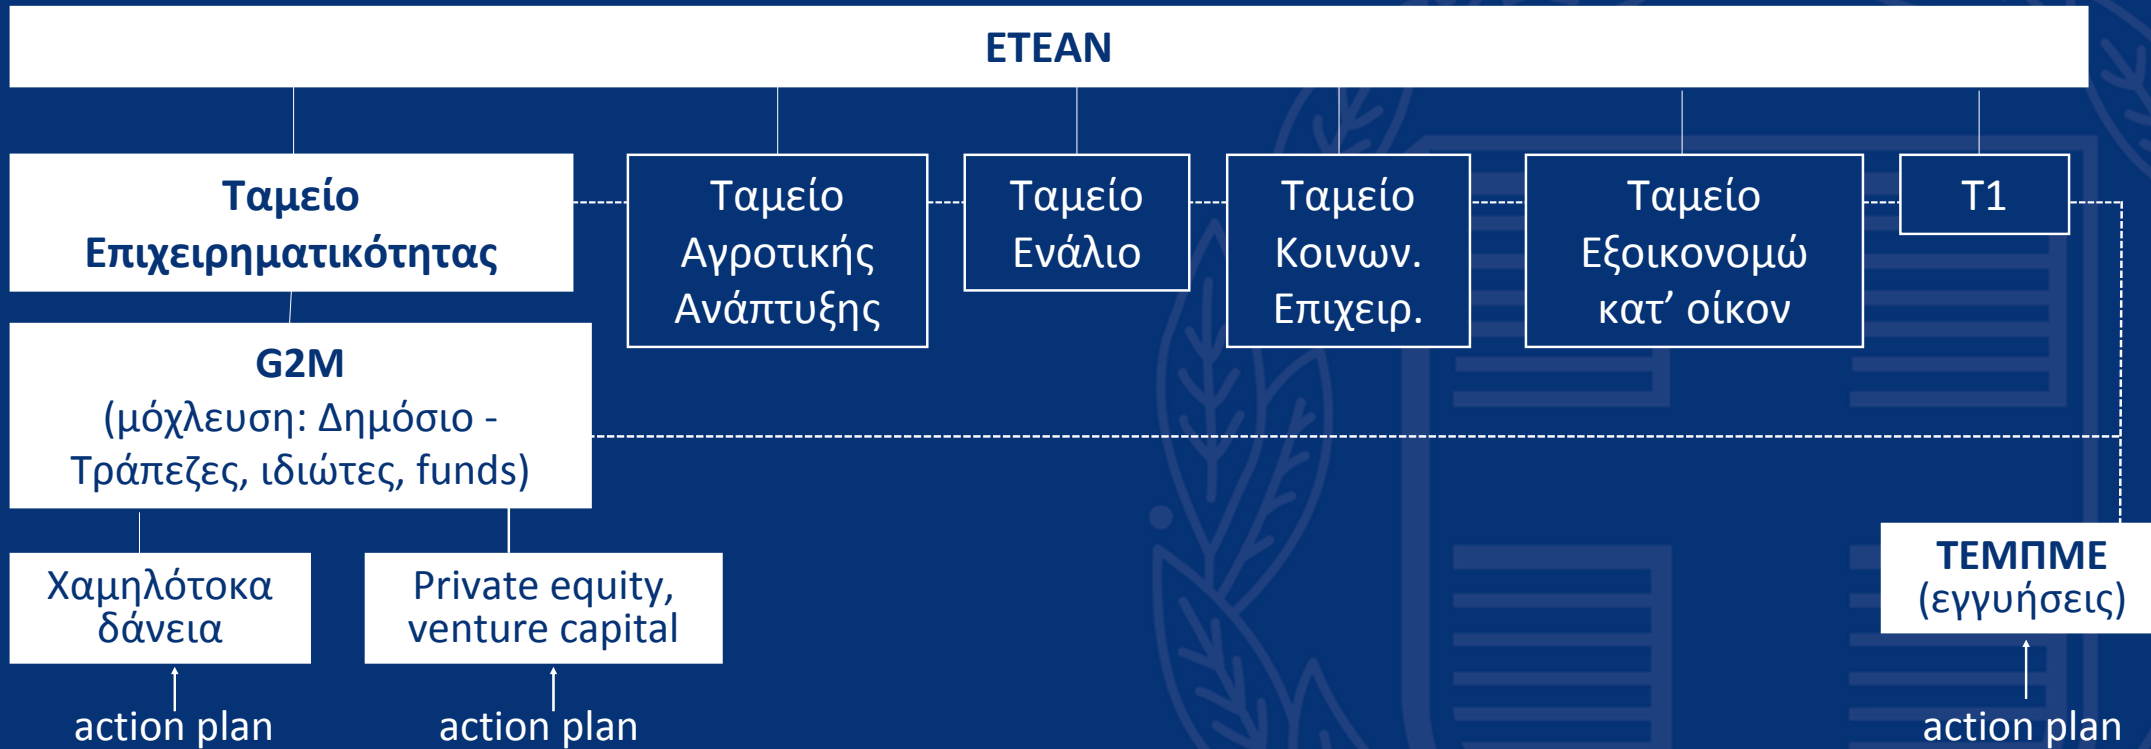 ΕΤΕΑΝ
Ταμείο
Επιχειρηματικότητας
Ταμείο
Αγροτικής
Ανάπτυξης
Ταμείο
Ενάλιο
Ταμείο
Κοινων.
Επιχειρ.
Ταμείο
Εξοικονομώ
κατ’ οίκον
Τ1
G2M
(μόχλευση: Δημόσιο -
Τράπεζες, ιδιώτες, funds)
Χαμηλότοκα
δάνεια
Private equity,
venture capital
ΤΕΜΠΜΕ
(εγγυήσεις)
action plan
action plan
action plan